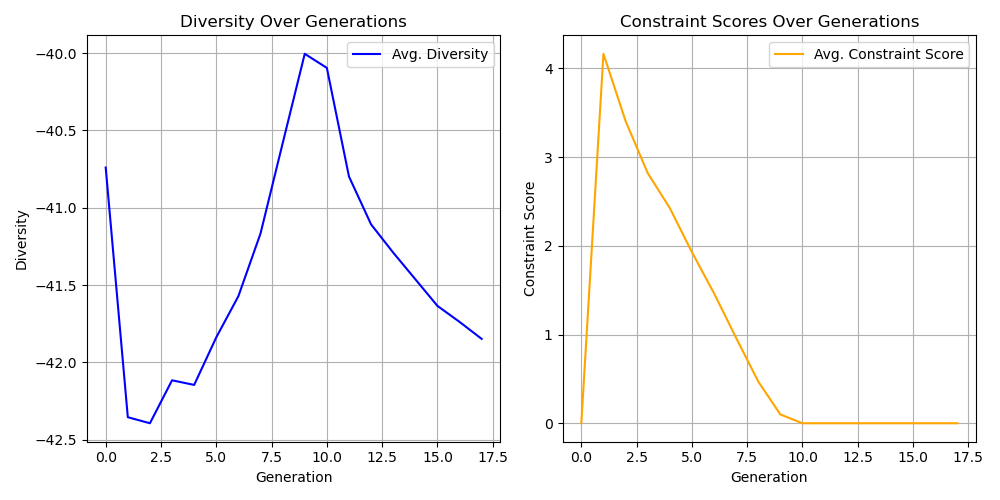 Diversity Over Generations
Avg. Diversity
−40.0
−40.5
−41.0
−41.5
−42.0
−42.5
Diversity
0.0 2.5 5.0 7.5 10.0 12.5 15.0 17.5
Generation
Constraint Scores Over Generations
Avg. Constraint Score
4
3
2
1
0
Constraint Score
0.0 2.5 5.0 7.5 10.0 12.5 15.0 17.5
Generation